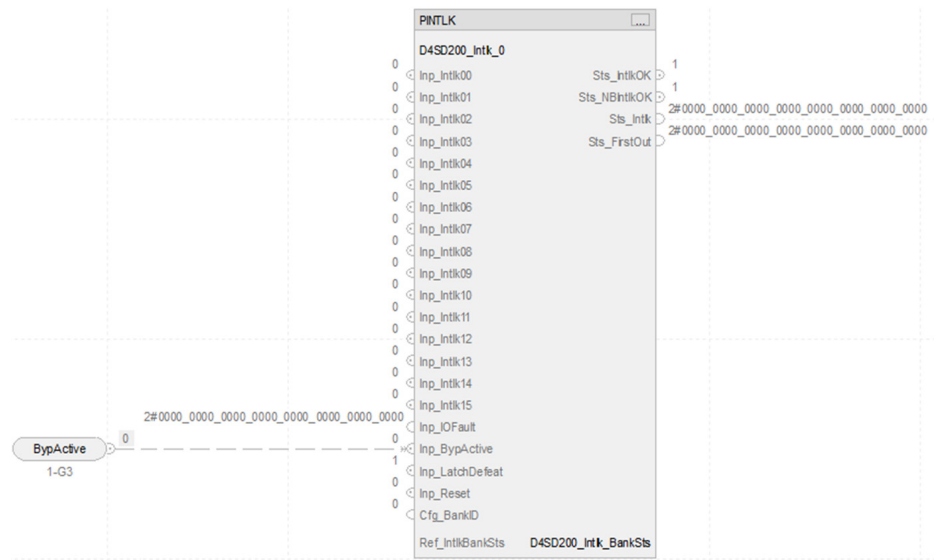 PINTLK ...
D4SD200_Intlk_0
0
Inp_Intlk00 Sts_IntlkOK 1
0
Inp_Intlk01 Sts_NBIntlkOK 1
0
Inp_Intlk02 Sts_Intlk 2#0000_0000_0000_0000_0000_0000_0000_0000
0
Inp_Intlk03 Sts_FirstOut 2#0000_0000_0000_0000_0000_0000_0000_0000
0
Inp_Intlk04
0
Inp_Intlk05
0
Inp_Intlk06
0
Inp_Intlk07
0
Inp_Intlk08
0
Inp_Intlk09
0
Inp_Intlk10
0
Inp_Intlk11
0
Inp_Intlk12
0
Inp_Intlk13
0
Inp_Intlk14
0
Inp_Intlk15
2#0000_0000_0000_0000_0000_0000_0000_0000
Inp_IOFault
0
BypActive 0 Inp_BypActive
1-G3
1
Inp_LatchDefeat
0
Inp_Reset
0
Cfg_BankID
Ref_IntlkBankSts D4SD200_Intlk_BankSts